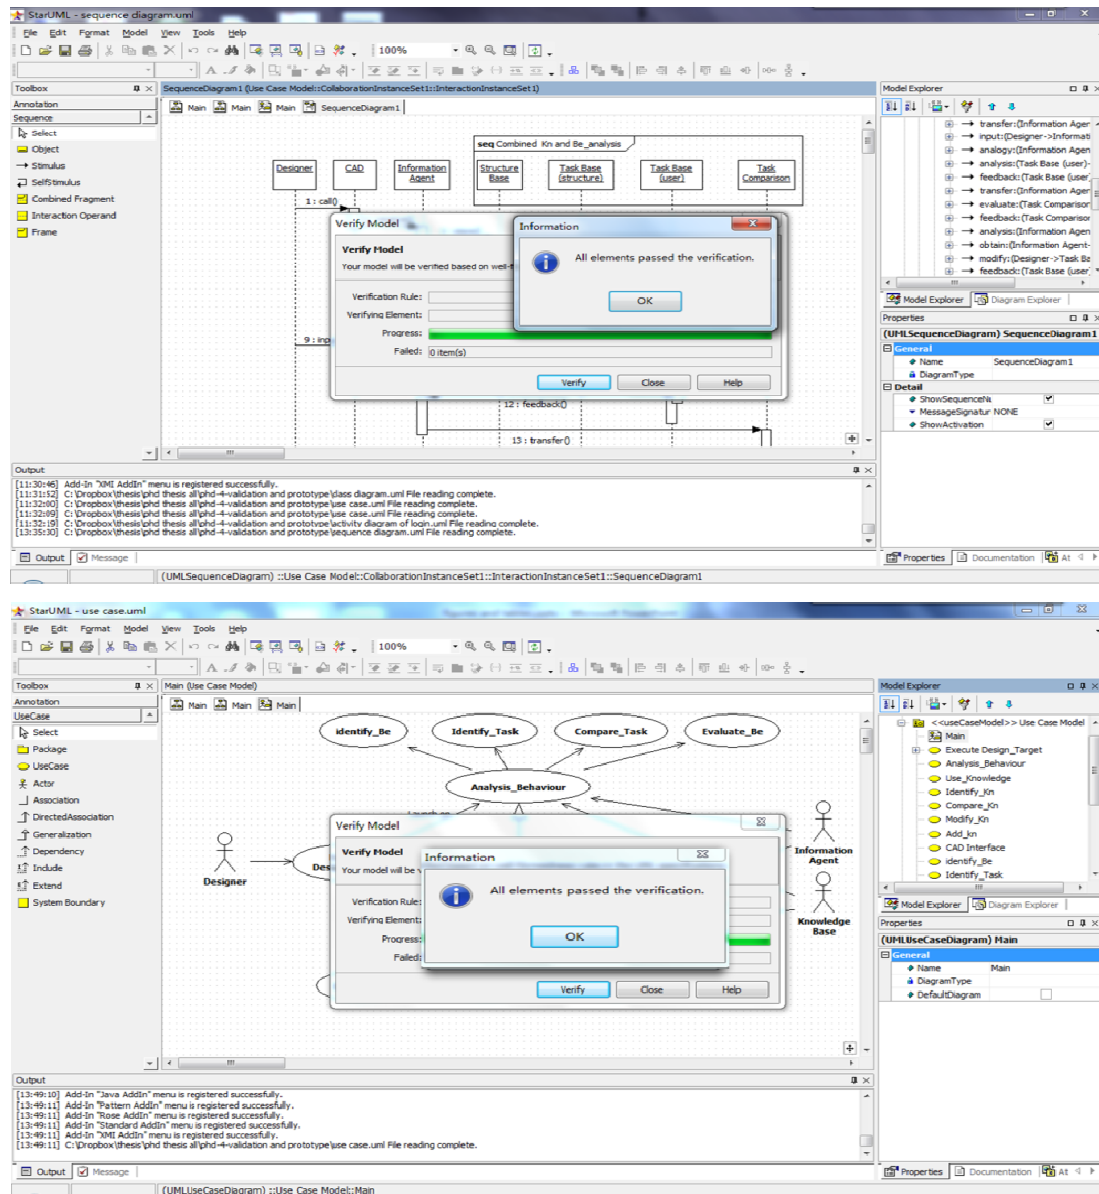 StarUML - sequence diagram.uml
File Edit Format Model View Tools Help
100%
Toolbox
Annotation
Sequence
Select
Object
Stimulus
SelfStimulus
Combined Fragment
Interaction Operand
Frame
SequenceDiagram1 (Use Case Model::CollaborationInstanceSet1::InteractionInstanceSet1)
Main Main Main SequenceDiagram1
seq Combined Kn and Be_analysis
Designer CAD Information Agent Structure Base Task Base (structure) Task Base (user) Task Comparison
1 : call()
Verify Model
Verify Model
Your model will be verified based on well-f
Verification Rule:
Verifying Element:
Progress:
Failed: 0 item(s)
Verify Close Help
Information
All elements passed the verification.
OK
9 : inp
12 : feedback()
13 : transfer()
Model Explorer
transfer:(Information Ager
input:(Designer->Informati
analogy:(Information Agen
analysis:(Task Base (user)-
feedback:(Task Base (user
transfer:(Information Ager
evaluate:(Task Comparison
feedback:(Task Comparisor
analysis:(Information Agen
obtain:(Information Agent-
modify:(Designer->Task Ba
feedback:(Task Base (user)
Model Explorer Diagram Explorer
Properties
(UMLSequenceDiagram) SequenceDiagram1
General
Name SequenceDiagram1
DiagramType
Detail
ShowSequenceNu
MessageSignatur NONE
ShowActivation
Output
[11:30:46] Add-In "XMI AddIn" menu is registered successfully.
[11:31:52] C:\Dropbox\thesis\phd thesis all\phd-4-validation and prototype\class diagram.uml File reading complete.
[11:32:00] C:\Dropbox\thesis\phd thesis all\phd-4-validation and prototype\use case.uml File reading complete.
[11:32:09] C:\Dropbox\thesis\phd thesis all\phd-4-validation and prototype\use case.uml File reading complete.
[11:32:19] C:\Dropbox\thesis\phd thesis all\phd-4-validation and prototype\activity diagram of login.uml File reading complete.
[13:35:30] C:\Dropbox\thesis\phd thesis all\phd-4-validation and prototype\sequence diagram.uml File reading complete.
Output Message
Properties Documentation At
(UMLSequenceDiagram) ::Use Case Model::CollaborationInstanceSet1::InteractionInstanceSet1::SequenceDiagram1
StarUML - use case.uml
File Edit Format Model View Tools Help
100%
Toolbox
Annotation
UseCase
Select
Package
UseCase
Actor
Association
DirectedAssociation
Generalization
Dependency
Include
Extend
System Boundary
Main (Use Case Model)
Main Main Main
identify_Be Identify_Task Compare_Task Evaluate_Be
Analysis_Behaviour
Designer
Des
Information Agent
Knowledge Base
Verify Model
Verify Model
Your model will be v
Verification Rule:
Verifying Element:
Progress:
Failed:
Verify Close Help
Information
All elements passed the verification.
OK
Model Explorer
<<useCaseModel>> Use Case Model
Main
Execute Design_Target
Analysis_Behaviour
Use_Knowledge
Identify_Kn
Compare_Kn
Modify_Kn
Add_kn
CAD Interface
identify_Be
Identify_Task
Model Explorer Diagram Explorer
Properties
(UMLUseCaseDiagram) Main
General
Name Main
DiagramType
DefaultDiagram
Output
[13:49:10] Add-In "Java AddIn" menu is registered successfully.
[13:49:11] Add-In "Pattern AddIn" menu is registered successfully.
[13:49:11] Add-In "Rose AddIn" menu is registered successfully.
[13:49:11] Add-In "Standard AddIn" menu is registered successfully.
[13:49:11] Add-In "XMI AddIn" menu is registered successfully.
[13:49:11] C:\Dropbox\thesis\phd thesis all\phd-4-validation and prototype\use case.uml File reading complete.
Output Message
Properties Documentation At
(UMLUseCaseDiagram) ::Use Case Model::Main